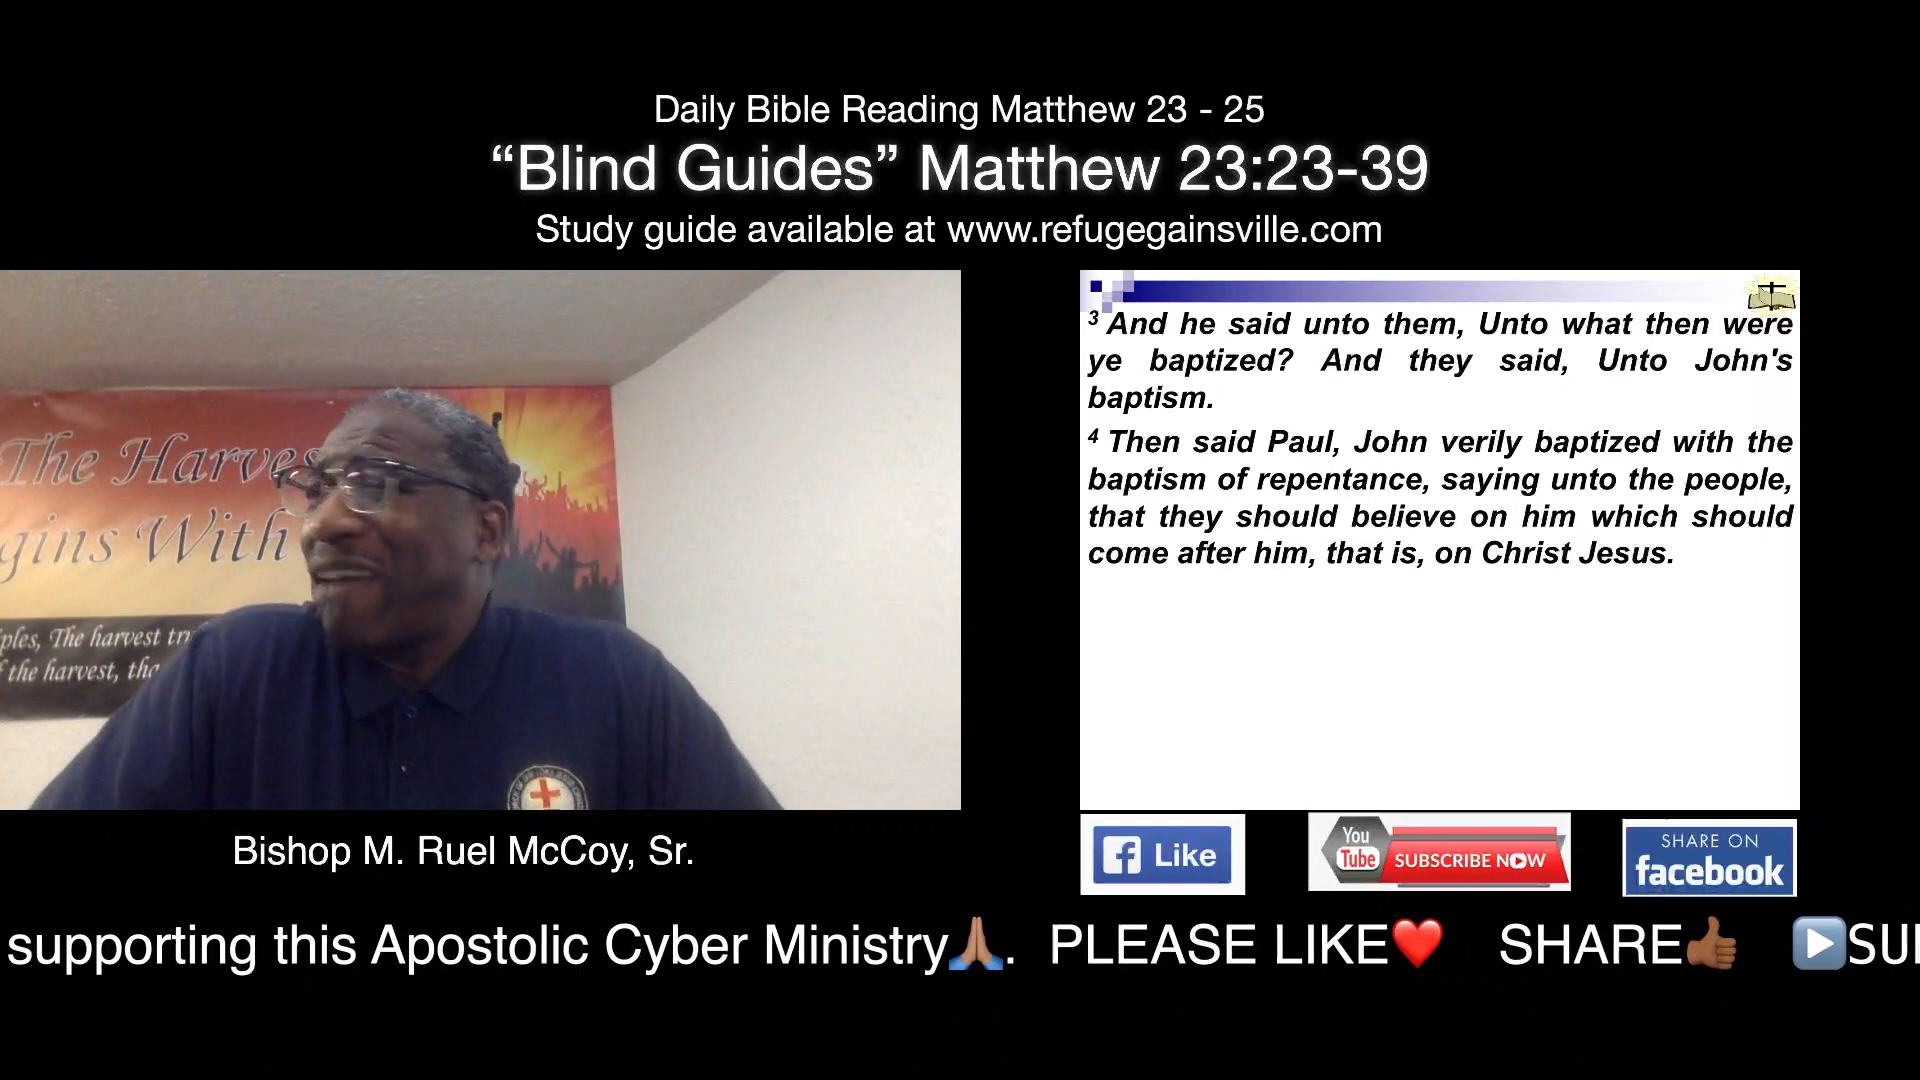 Daily Bible Reading Matthew 23 - 25
“Blind Guides” Matthew 23:23-39
Study guide available at www.refugegainsville.com
The Harves
gins With
ples, The harvest tru
f the harvest, tha
3 And he said unto them, Unto what then were
ye baptized? And they said, Unto John's
baptism.
4 Then said Paul, John verily baptized with the
baptism of repentance, saying unto the people,
that they should believe on him which should
come after him, that is, on Christ Jesus.
Bishop M. Ruel McCoy, Sr.
Like
You
Tube
SUBSCRIBE NOW
SHARE ON
facebook
supporting this Apostolic Cyber Ministry🙏🏾. PLEASE LIKE❤️ SHARE👍🏾 ▶️SU